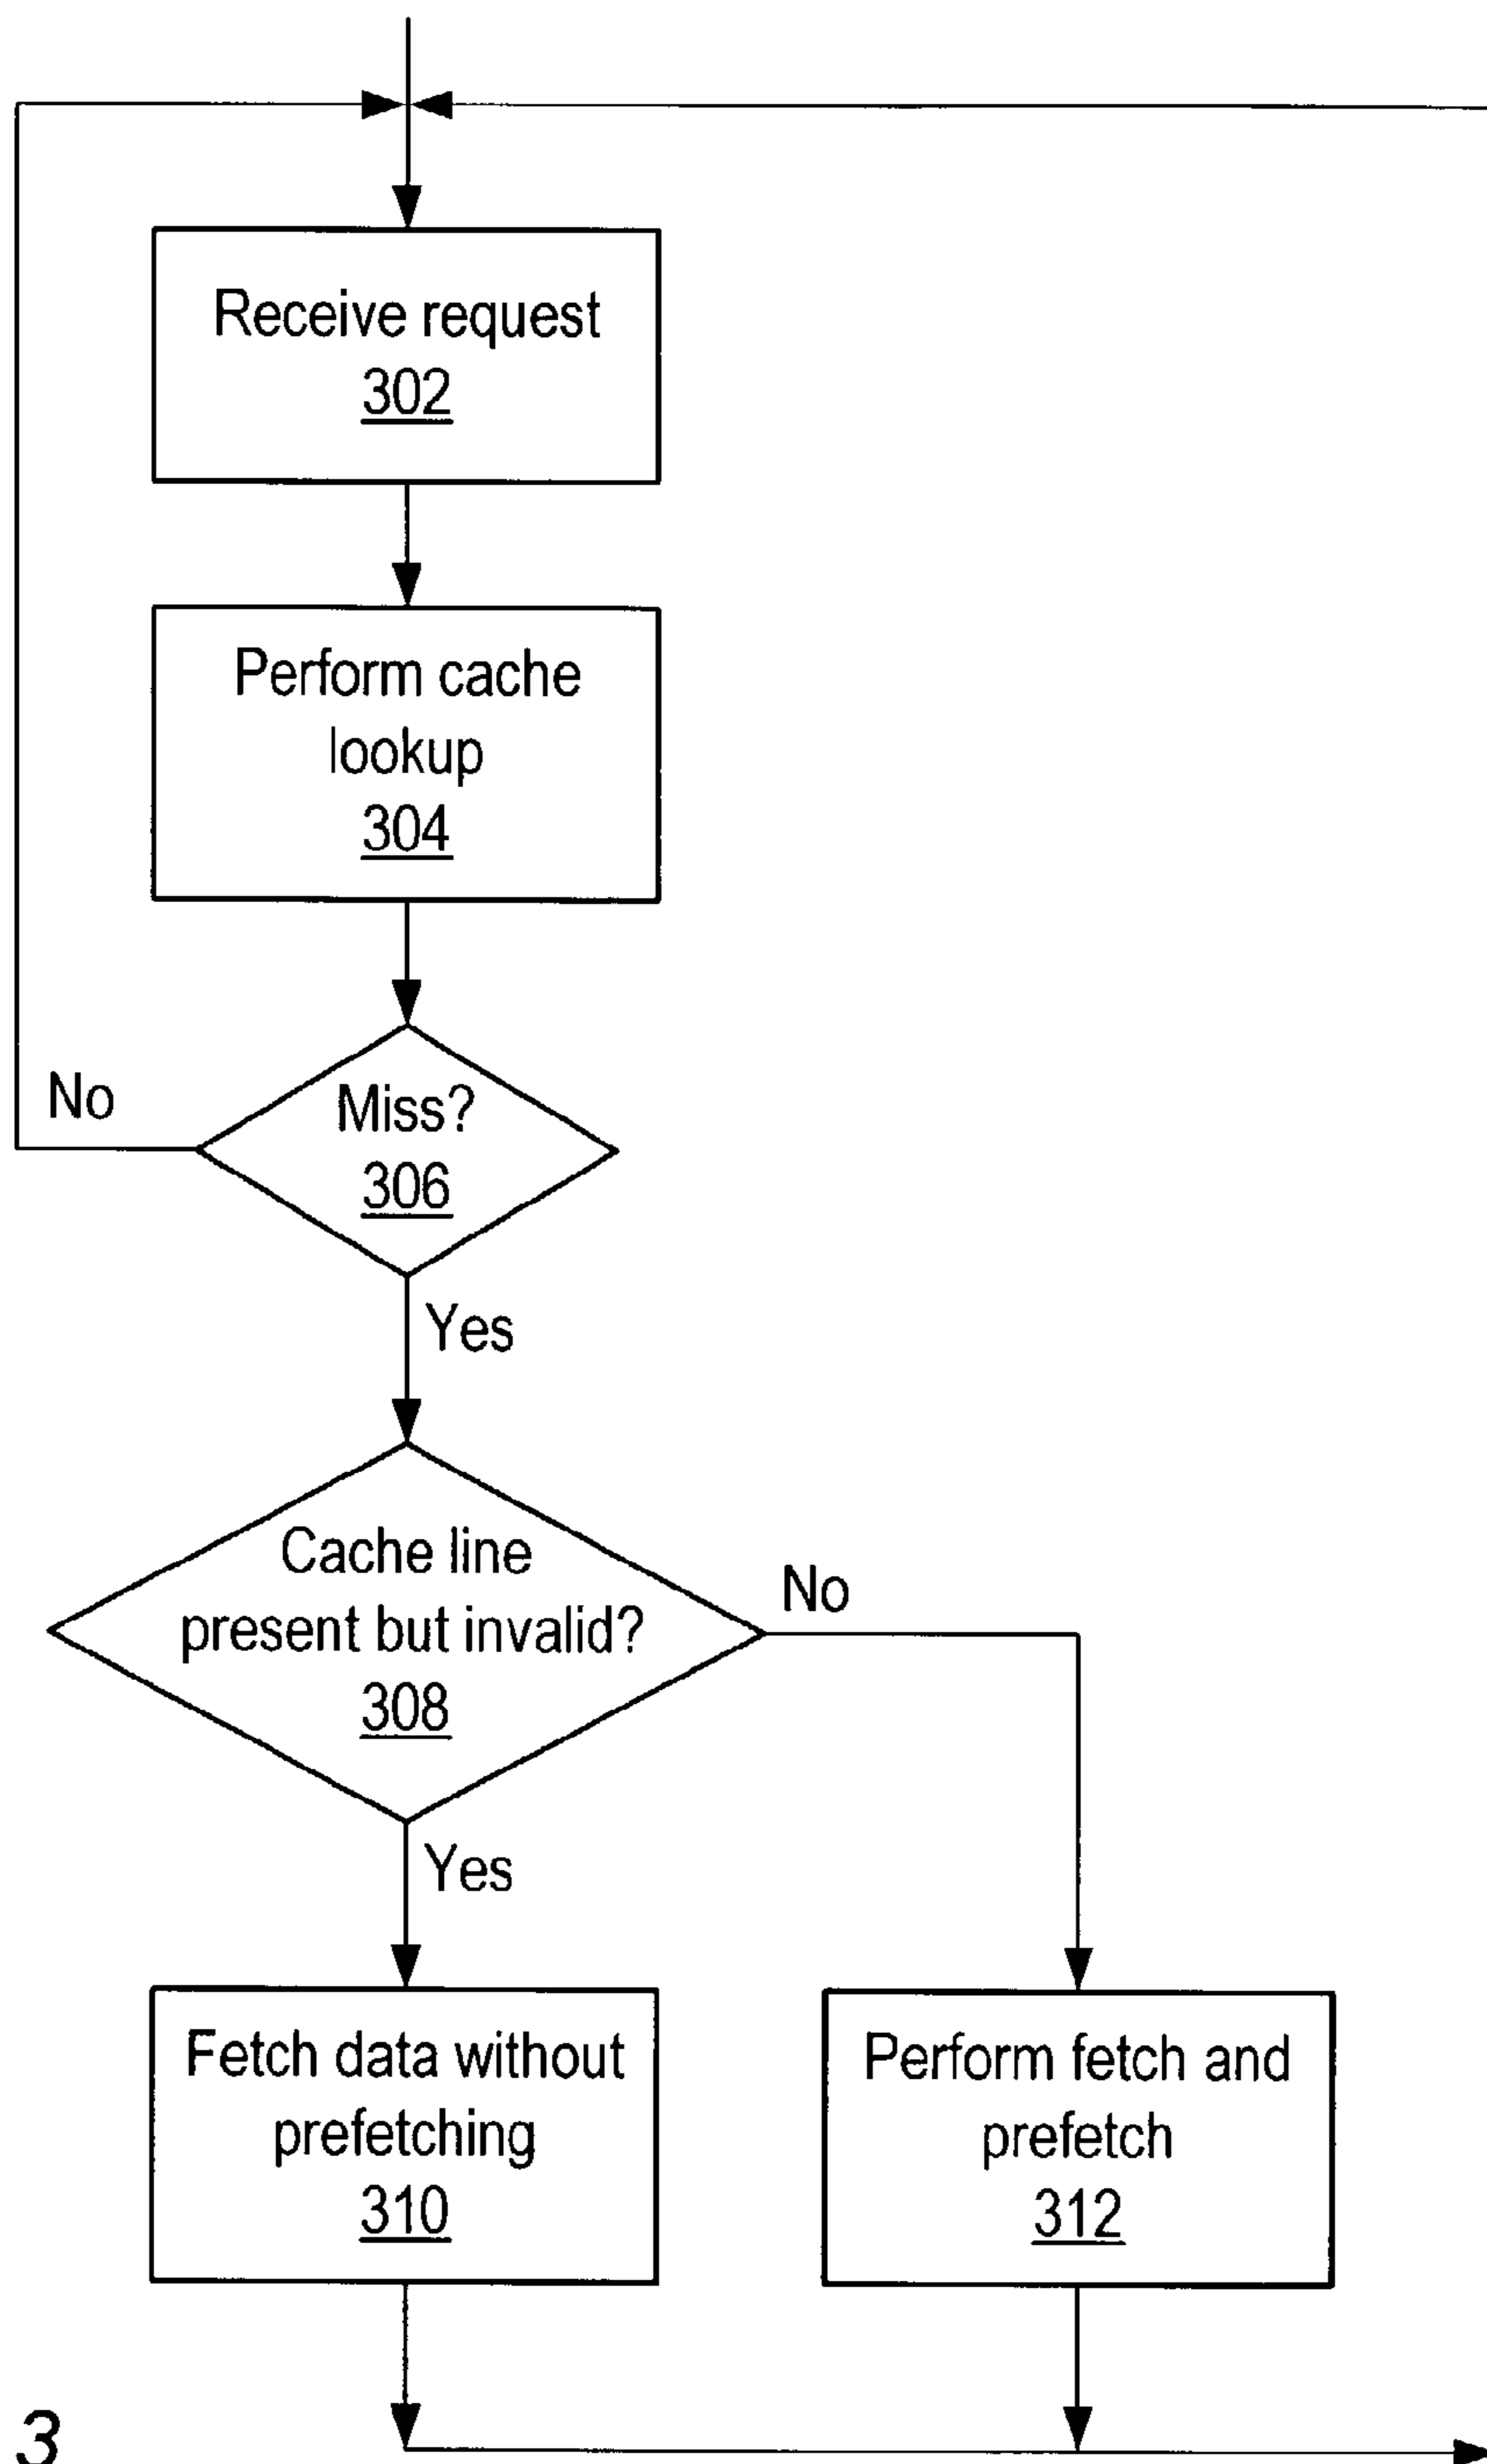 Receive request
302
Perform cache
lookup
304
Miss?
306
No
Yes
Cache line
present but invalid?
308
No
Yes
Fetch data without
prefetching
310
Perform fetch and
prefetch
312
3